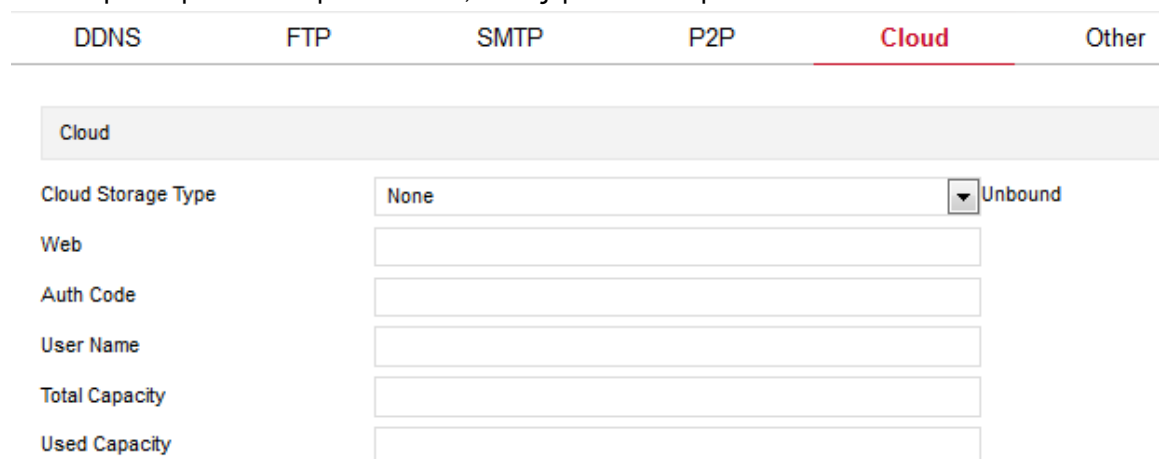 DDNS FTP SMTP P2P Cloud Other
Cloud
Cloud Storage Type None Unbound
Web
Auth Code
User Name
Total Capacity
Used Capacity